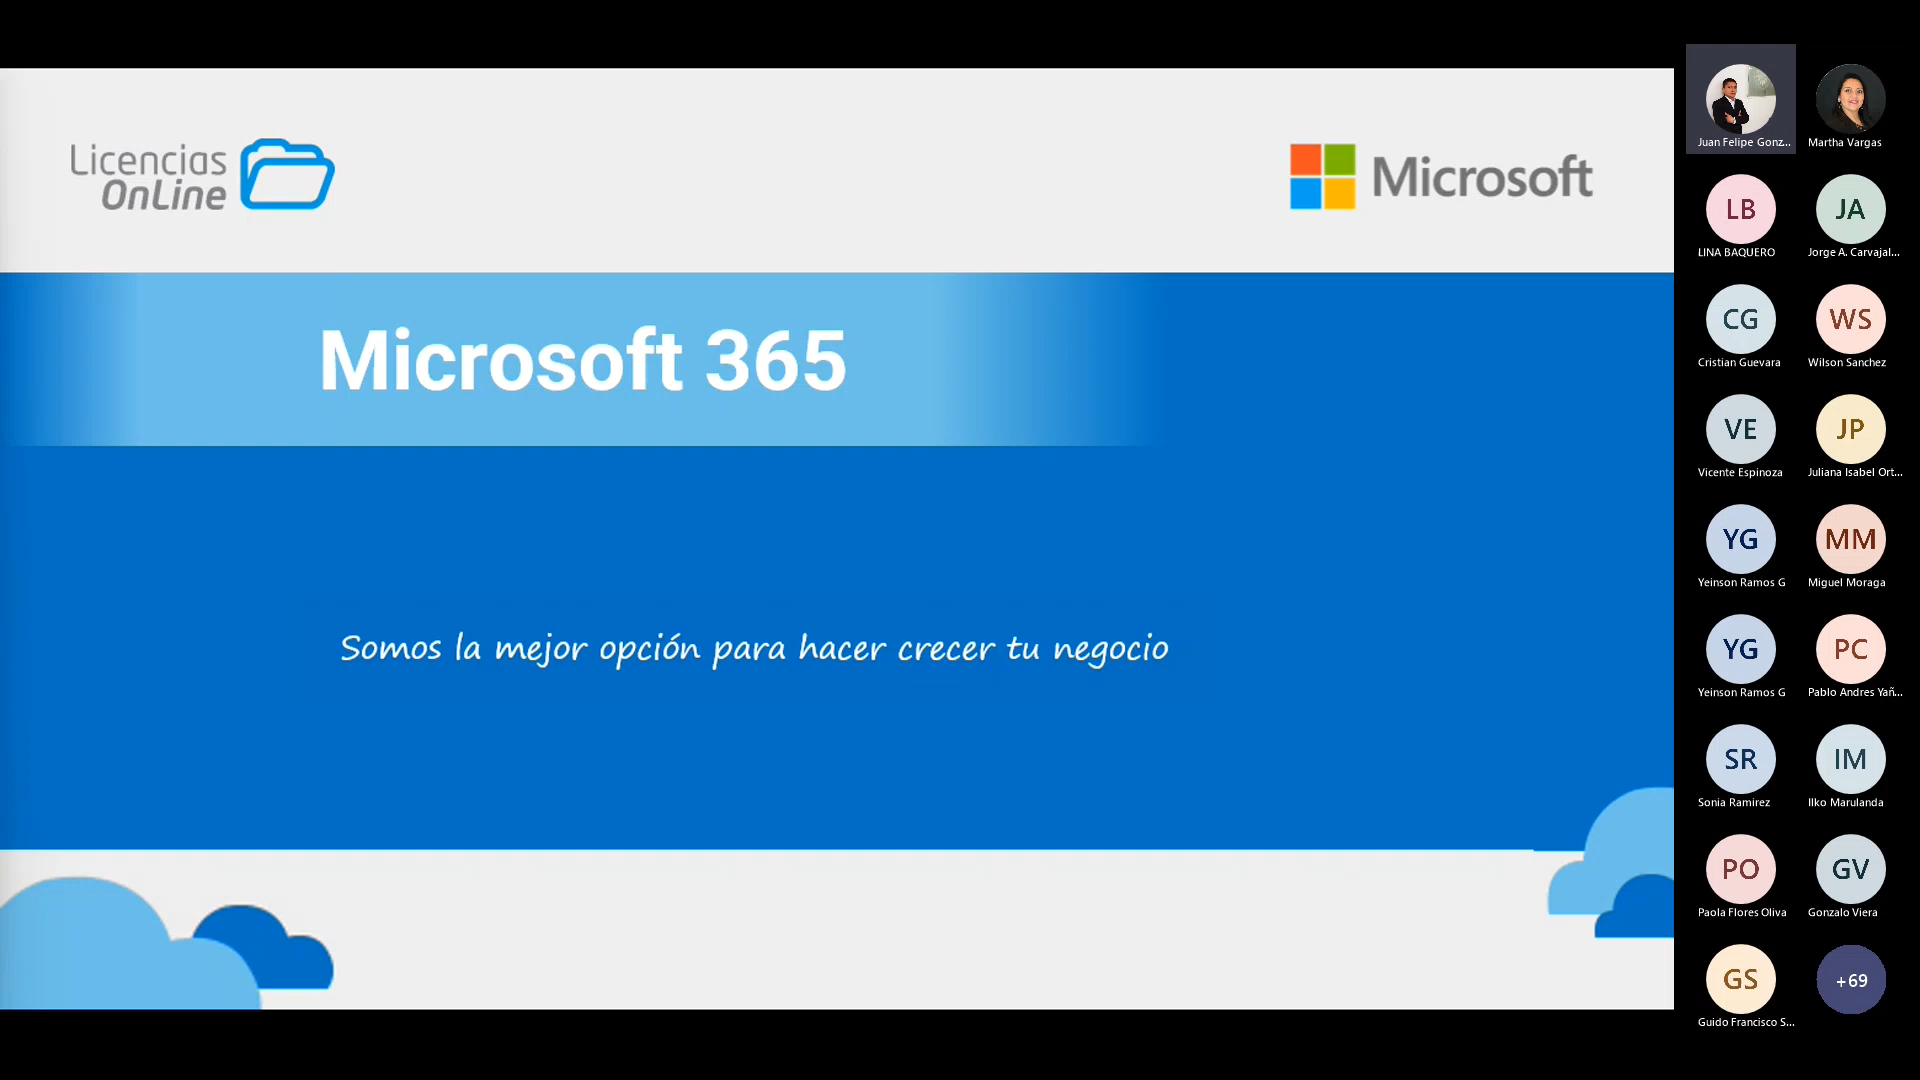 Licencias
OnLine
Microsoft
Microsoft 365
Somos la mejor opción para hacer crecer tu negocio
Juan Felipe Gonz...
Martha Vargas
LB
LINA BAQUERO
JA
Jorge A. Carvajal...
CG
Cristian Guevara
WS
Wilson Sanchez
VE
Vicente Espinoza
JP
Juliana Isabel Ort...
YG
Yeinson Ramos G
MM
Miguel Moraga
YG
Yeinson Ramos G
PC
Pablo Andres Yañ...
SR
Sonia Ramirez
IM
Ilko Marulanda
PO
Paola Flores Oliva
GV
Gonzalo Viera
GS
Guido Francisco S...
+69